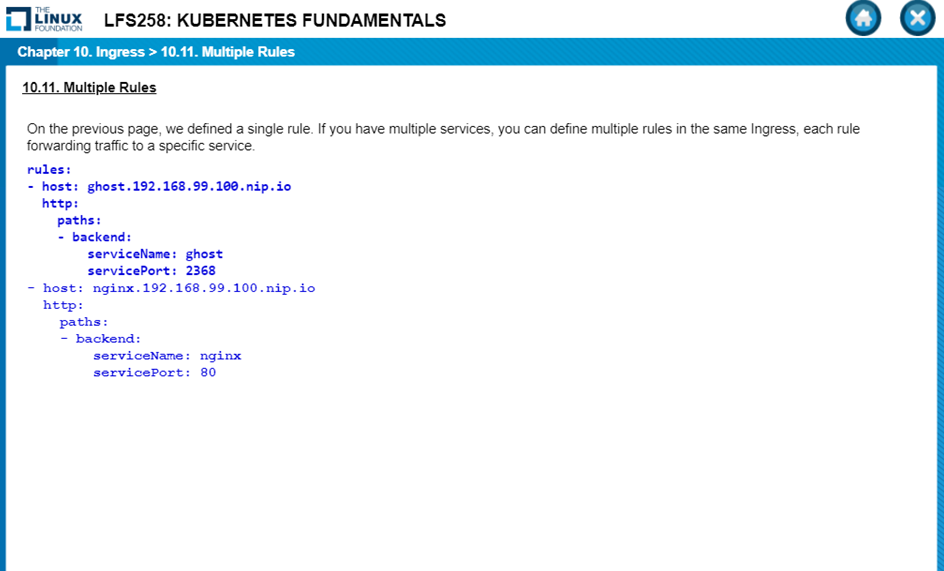 THE
LINUX
FOUNDATION
LFS258: KUBERNETES FUNDAMENTALS
Chapter 10. Ingress > 10.11. Multiple Rules
10.11. Multiple Rules
On the previous page, we defined a single rule. If you have multiple services, you can define multiple rules in the same Ingress, each rule
forwarding traffic to a specific service.
rules:
- host: ghost.192.168.99.100.nip.io
  http:
    paths:
    - backend:
        serviceName: ghost
        servicePort: 2368
- host: nginx.192.168.99.100.nip.io
  http:
    paths:
    - backend:
        serviceName: nginx
        servicePort: 80